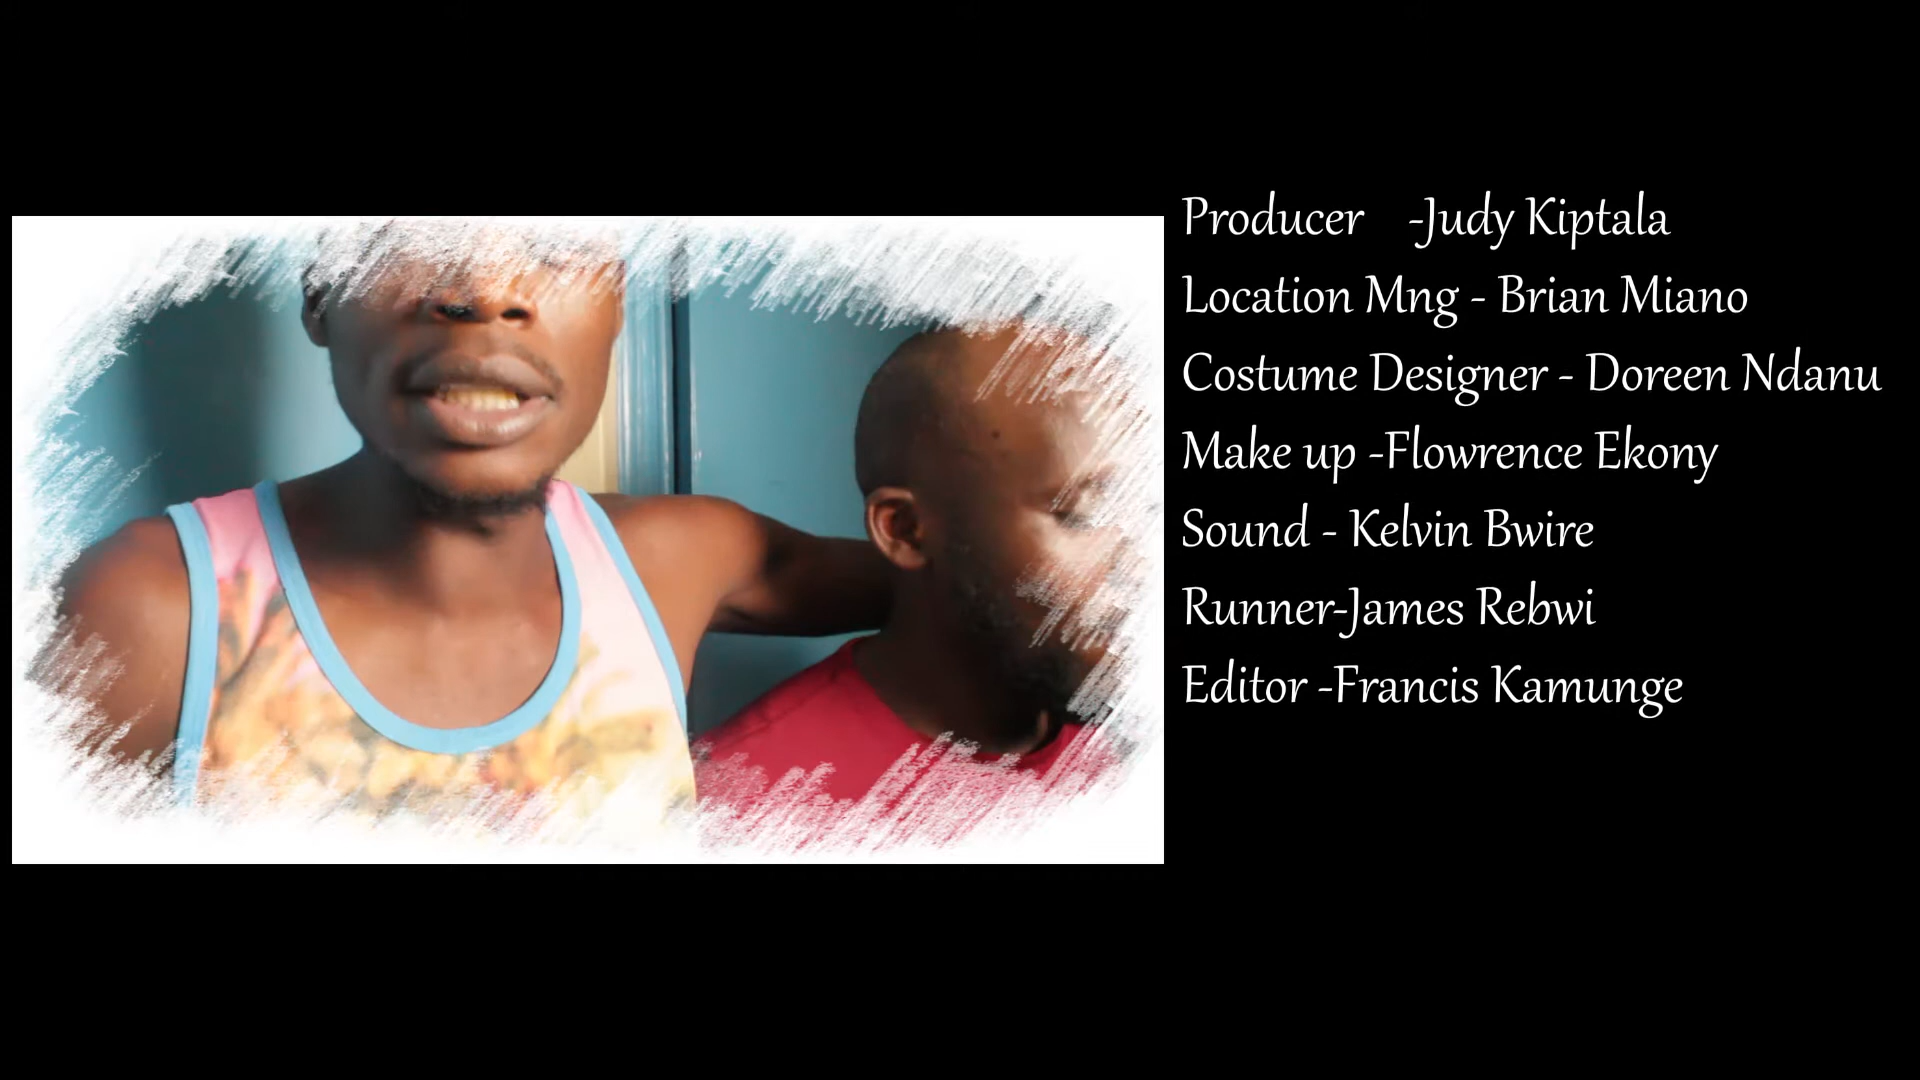 Producer -Judy Kiptala
Location Mng - Brian Miano
Costume Designer - Doreen Ndanu
Make up -Flowrence Ekony
Sound - Kelvin Bwire
Runner-James Rebwi
Editor -Francis Kamunge